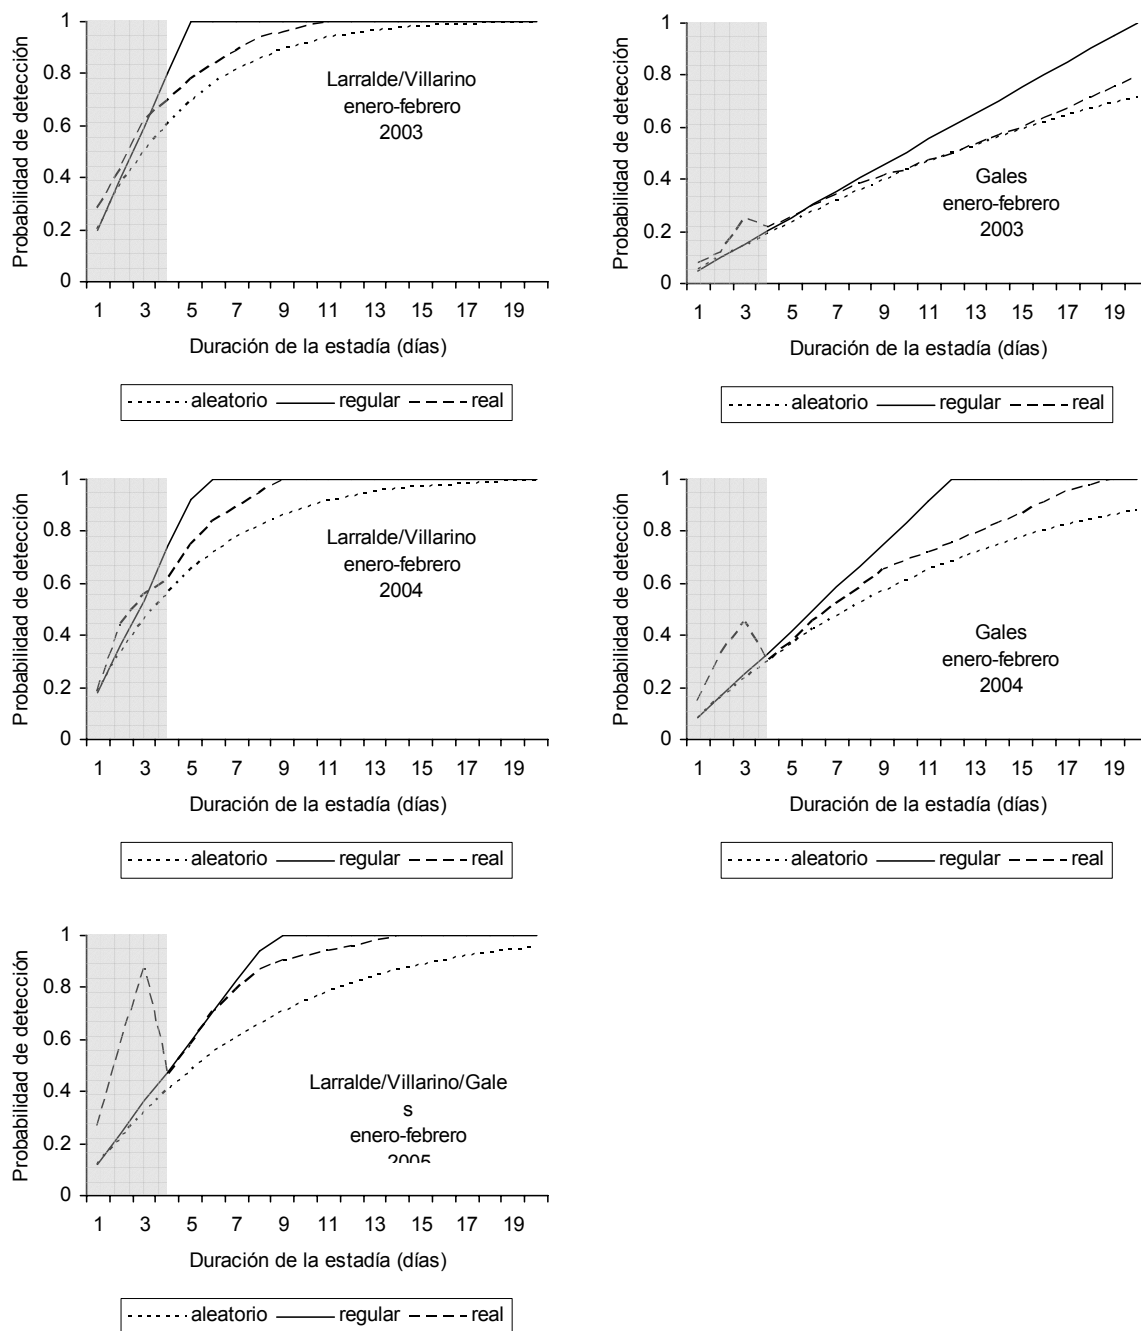 Probabilidad de detección
1
0.8
0.6
0.4
0.2
0
Larralde/Villarino
enero-febrero
2003
1 3 5 7 9 11 13 15 17 19
Duración de la estadía (días)
aleatorio regular real
Probabilidad de detección
1
0.8
0.6
0.4
0.2
0
Gales
enero-febrero
2003
1 3 5 7 9 11 13 15 17 19
Duración de la estadía (días)
aleatorio regular real
Probabilidad de detección
1
0.8
0.6
0.4
0.2
0
Larralde/Villarino
enero-febrero
2004
1 3 5 7 9 11 13 15 17 19
Duración de la estadía (días)
aleatorio regular real
Probabilidad de detección
1
0.8
0.6
0.4
0.2
0
Gales
enero-febrero
2004
1 3 5 7 9 11 13 15 17 19
Duración de la estadía (días)
aleatorio regular real
Probabilidad de detección
1
0.8
0.6
0.4
0.2
0
Larralde/Villarino/Gale
s
enero-febrero
2005
1 3 5 7 9 11 13 15 17 19
Duración de la estadía (días)
aleatorio regular real